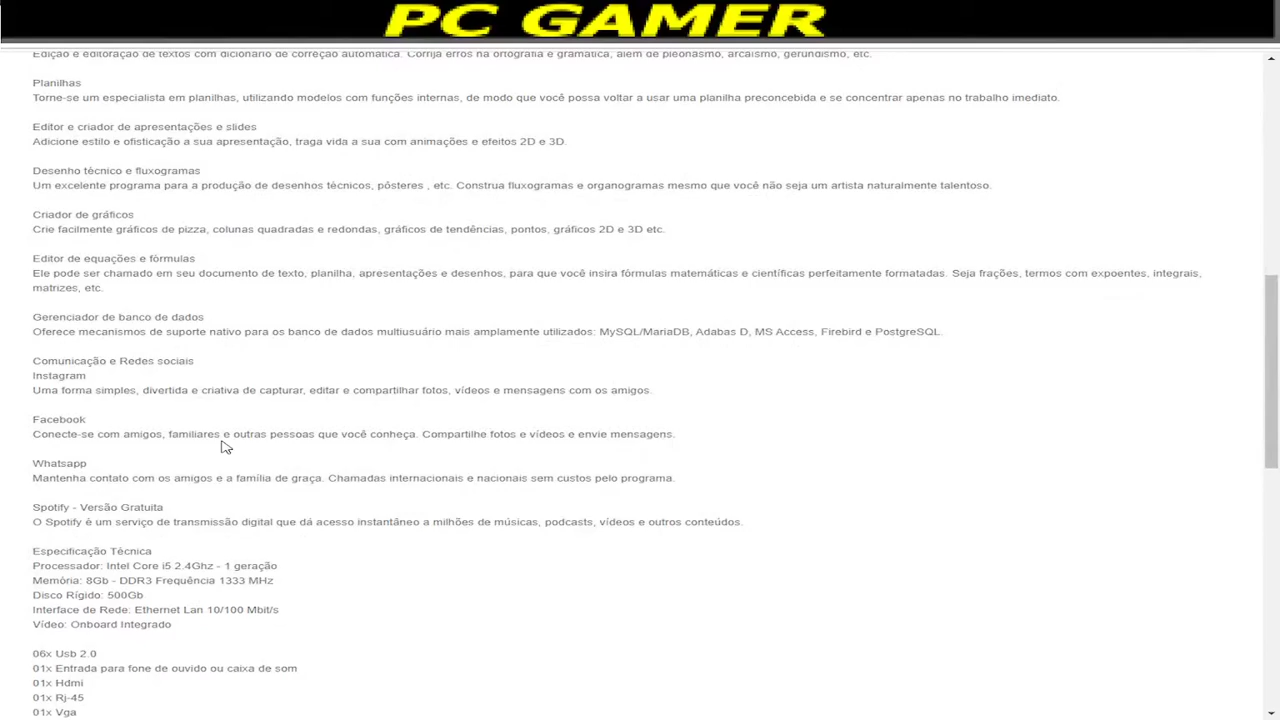 PC GAMER
Edição e editoração de textos com dicionário de correção automática. Corrija erros na ortografia e gramática, além de pleonasmo, arcaísmo, gerundismo, etc.
Planilhas
Torne-se um especialista em planilhas, utilizando modelos com funções internas, de modo que você possa voltar a usar uma planilha preconcebida e se concentrar apenas no trabalho imediato.
Editor e criador de apresentações e slides
Adicione estilo e ofisticação a sua apresentação, traga vida a sua com animações e efeitos 2D e 3D.
Desenho técnico e fluxogramas
Um excelente programa para a produção de desenhos técnicos, pôsteres , etc. Construa fluxogramas e organogramas mesmo que você não seja um artista naturalmente talentoso.
Criador de gráficos
Crie facilmente gráficos de pizza, colunas quadradas e redondas, gráficos de tendências, pontos, gráficos 2D e 3D etc.
Editor de equações e fórmulas
Ele pode ser chamado em seu documento de texto, planilha, apresentações e desenhos, para que você insira fórmulas matemáticas e científicas perfeitamente formatadas. Seja frações, termos com expoentes, integrais,
matrizes, etc.
Gerenciador de banco de dados
Oferece mecanismos de suporte nativo para os banco de dados multiusuário mais amplamente utilizados: MySQL/MariaDB, Adabas D, MS Access, Firebird e PostgreSQL.
Comunicação e Redes sociais
Instagram
Uma forma simples, divertida e criativa de capturar, editar e compartilhar fotos, vídeos e mensagens com os amigos.
Facebook
Conecte-se com amigos, familiares e outras pessoas que você conheça. Compartilhe fotos e vídeos e envie mensagens.
Whatsapp
Mantenha contato com os amigos e a família de graça. Chamadas internacionais e nacionais sem custos pelo programa.
Spotify - Versão Gratuita
O Spotify é um serviço de transmissão digital que dá acesso instantâneo a milhões de músicas, podcasts, vídeos e outros conteúdos.
Especificação Técnica
Processador: Intel Core i5 2.4Ghz - 1 geração
Memória: 8Gb - DDR3 Frequência 1333 MHz
Disco Rígido: 500Gb
Interface de Rede: Ethernet Lan 10/100 Mbit/s
Vídeo: Onboard Integrado
06x Usb 2.0
01x Entrada para fone de ouvido ou caixa de som
01x Hdmi
01x Rj-45
01x Vga